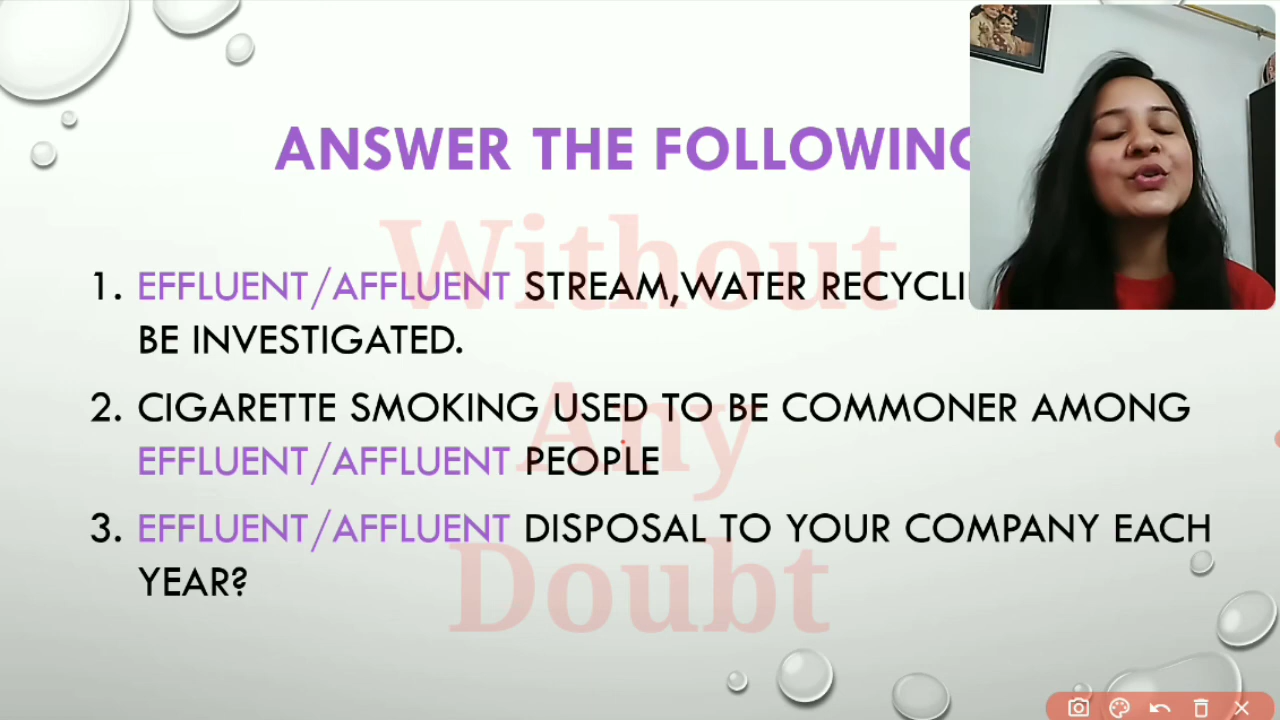 ANSWER THE FOLLOWING
1. EFFLUENT/AFFLUENT STREAM,WATER
BE INVESTIGATED.
2. CIGARETTE SMOKING USED TO BE COMMONER AMONG
EFFLUENT/AFFLUENT PEOPLE
3. EFFLUENT/AFFLUENT DISPOSAL TO YOUR COMPANY EACH
YEAR?
Without
Any
Doubt